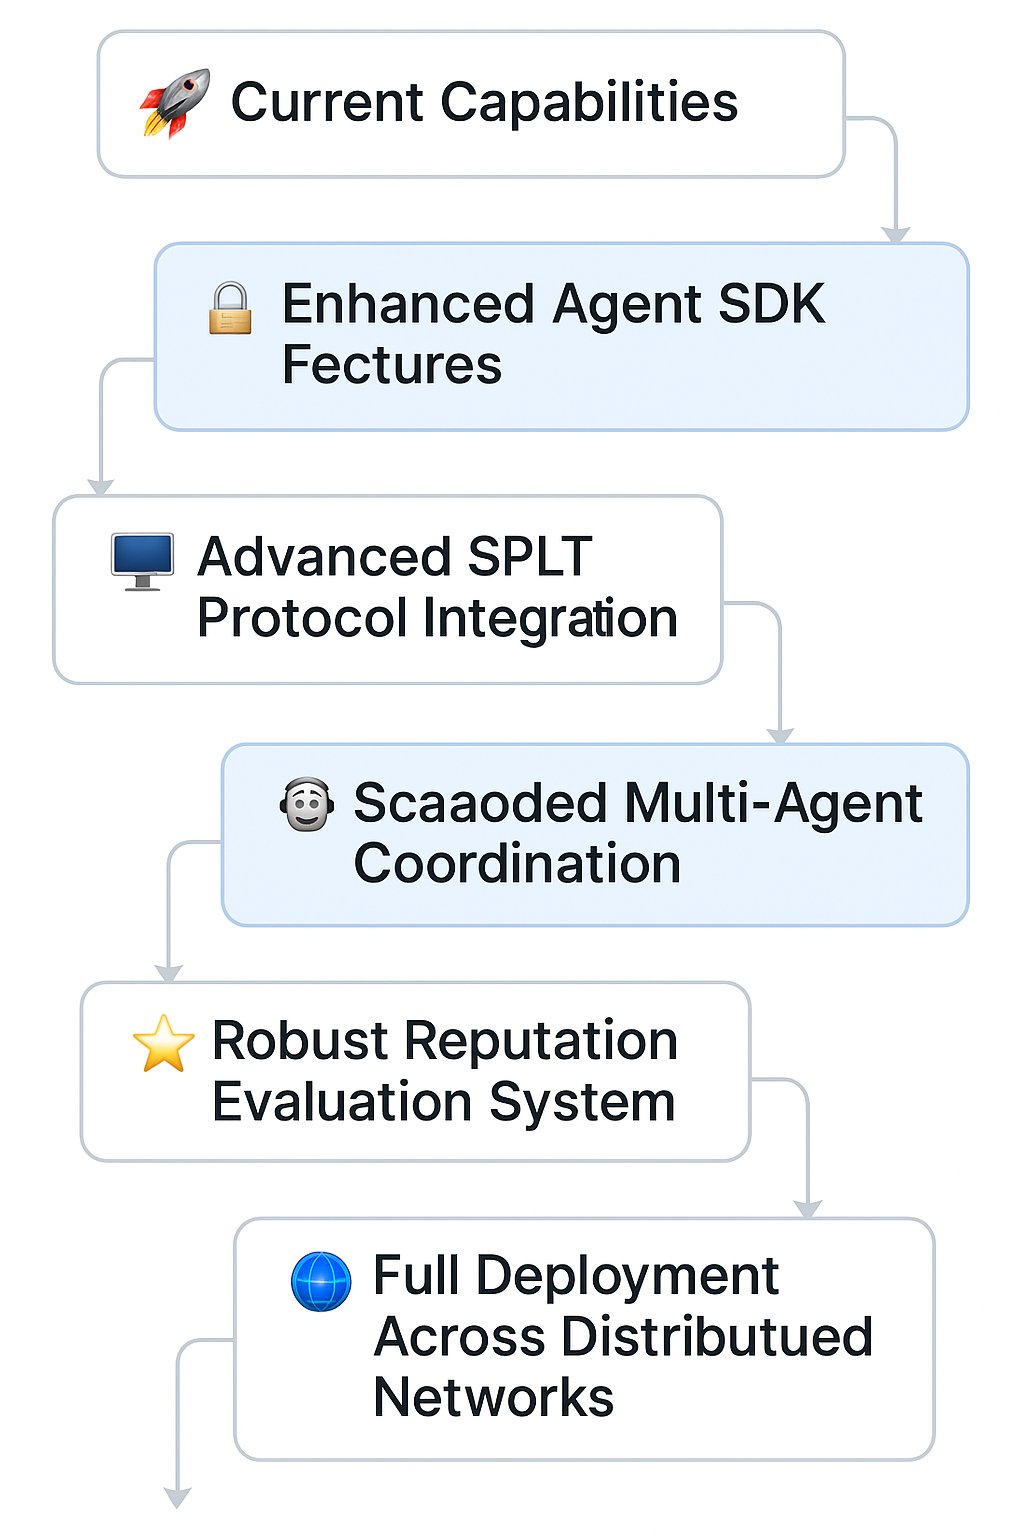 Current Capabilities
Enhanced Agent SDK
Fectures
Advanced SPLT
Protocol Integration
Scaaoded Multi-Agent
Coordination
Robust Reputation
Evaluation System
Full Deployment
Across Distributued
Networks